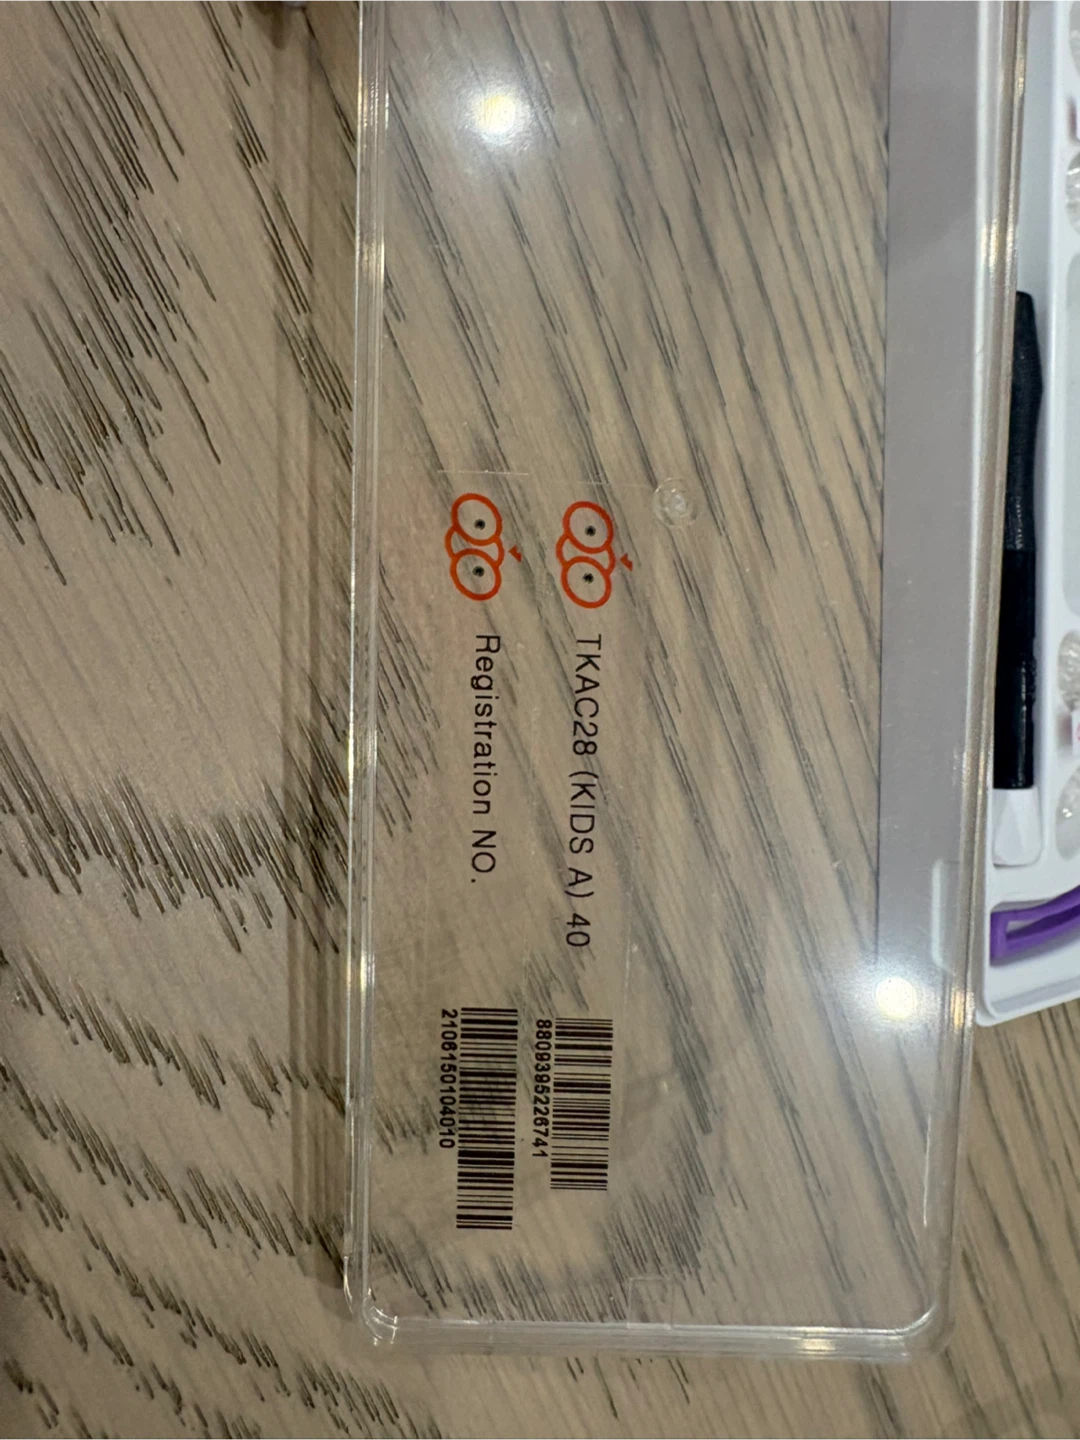 TKAC28 (KIDS A) 40
8809395226741
Registration NO.
2106150104010